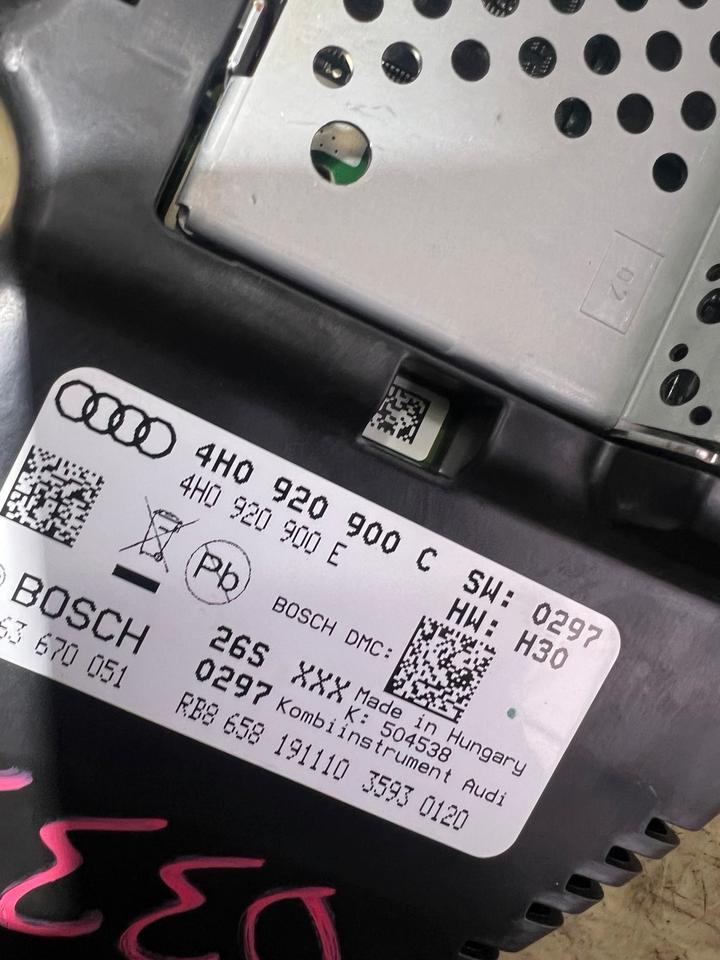 02
4H0 920 900 C SW: 0297
4H0 920 900 E HW: H30
Pb
BOSCH
63 670 051
BOSCH DMC:
26S XXX Made in Hungary
0297 K: 504538
Kombiinstrument Audi
RB8 658 191110 3593 0120